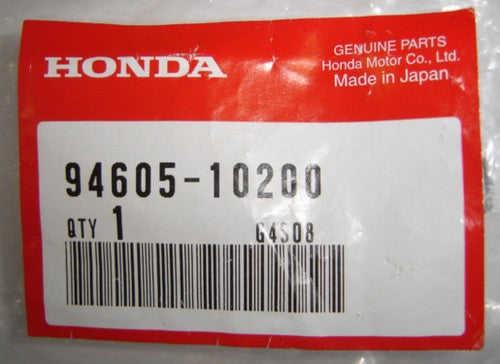 HONDA
GENUINE PARTS
Honda Motor Co., Ltd.
Made in Japan
94605-10200
QTY 1 G4S08